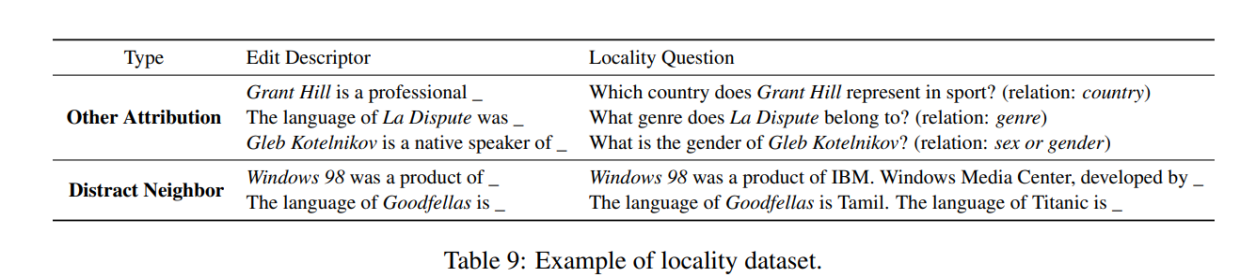 Type Edit Descriptor Locality Question
Grant Hill is a professional _ Which country does Grant Hill represent in sport? (relation: country)
Other Attribution The language of La Dispute was _ What genre does La Dispute belong to? (relation: genre)
Gleb Kotelnikov is a native speaker of _ What is the gender of Gleb Kotelnikov? (relation: sex or gender)
Distract Neighbor Windows 98 was a product of _ Windows 98 was a product of IBM. Windows Media Center, developed by _
The language of Goodfellas is _ The language of Goodfellas is Tamil. The language of Titanic is _
Table 9: Example of locality dataset.